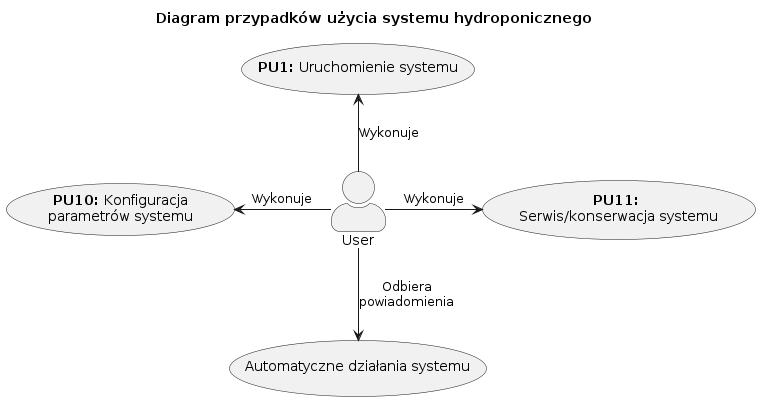 Diagram przypadków użycia systemu hydroponicznego
PU1: Uruchomienie systemu
Wykonuje
PU10: Konfiguracja
parametrów systemu
Wykonuje
User
Wykonuje
PU11:
Serwis/konserwacja systemu
Odbiera
powiadomienia
Automatyczne działania systemu